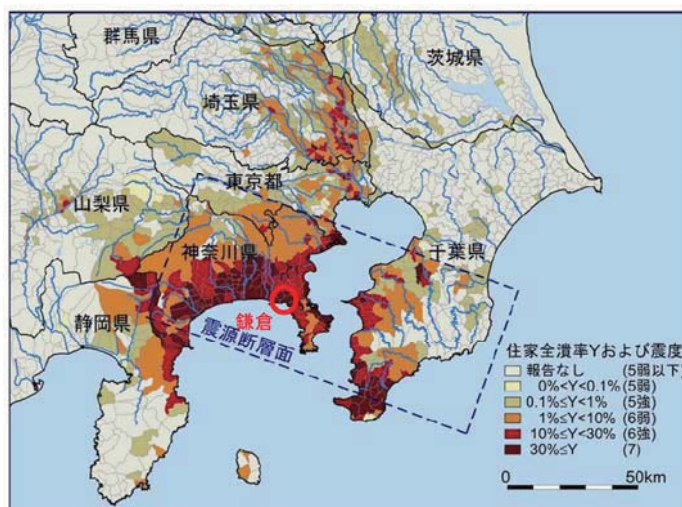 群馬県
茨城県
埼玉県
東京都
山梨県
神奈川県
千葉県
静岡県
鎌倉
震源断層面
住家全潰率Yおよび震度
報告なし (5弱以下)
0%<Y<0.1% (5弱)
0.1%≤Y<1% (5強)
1%≤Y<10% (6弱)
10%≤Y<30% (6強)
30%≤Y (7)
0 50km